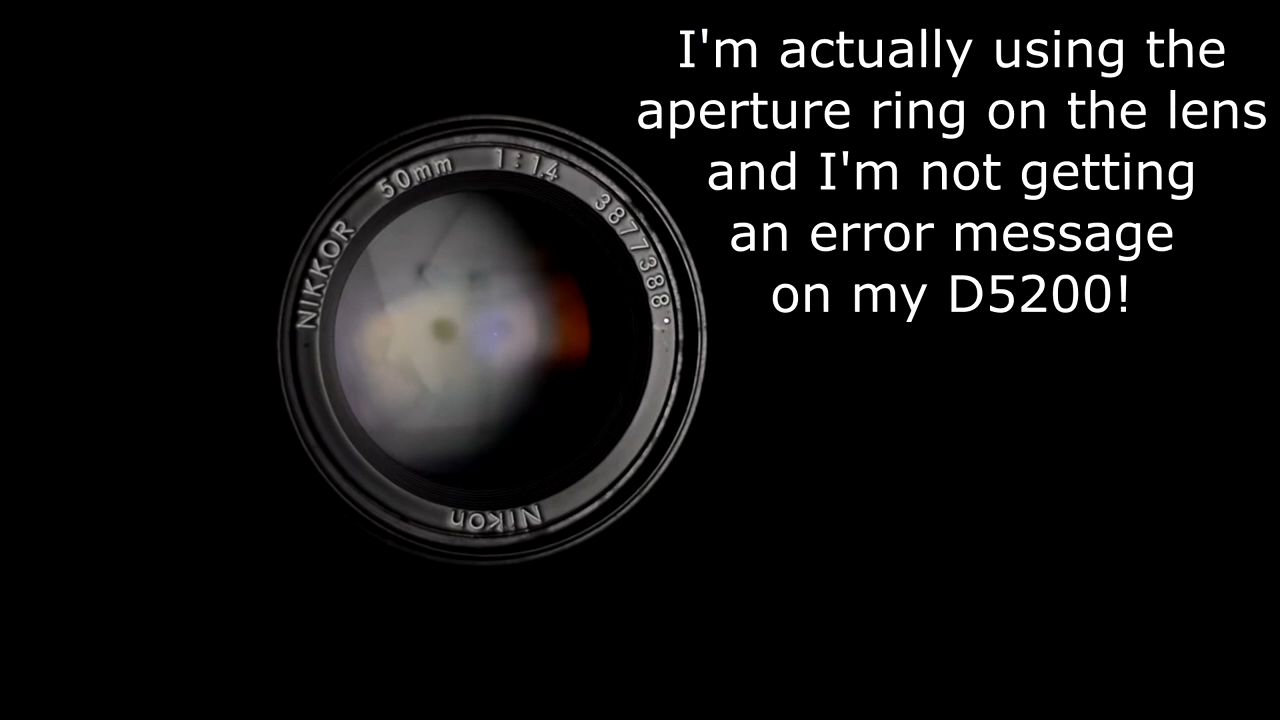 I'm actually using the
aperture ring on the lens
and I'm not getting
an error message
on my D5200!
NIKKOR 50mm 1:1.4 3877388
Nikon